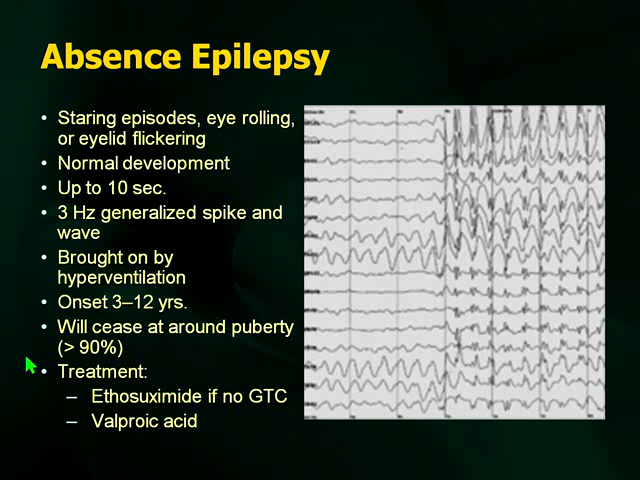 Absence Epilepsy
• Staring episodes, eye rolling,
or eyelid flickering
• Normal development
• Up to 10 sec.
• 3 Hz generalized spike and
wave
• Brought on by
hyperventilation
• Onset 3–12 yrs.
• Will cease at around puberty
(> 90%)
• Treatment:
– Ethosuximide if no GTC
– Valproic acid